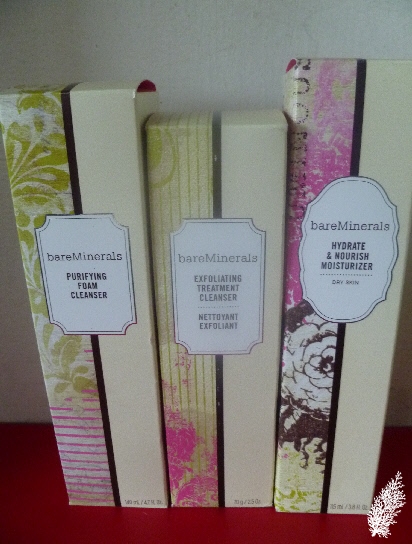 bareMinerals
PURIFYING
FOAM
CLEANSER
bareMinerals
EXFOLIATING
TREATMENT
CLEANSER
NETTOYANT
EXFOLIANT
bareMinerals
HYDRATE
& NOURISH
MOISTURIZER
DRY SKIN